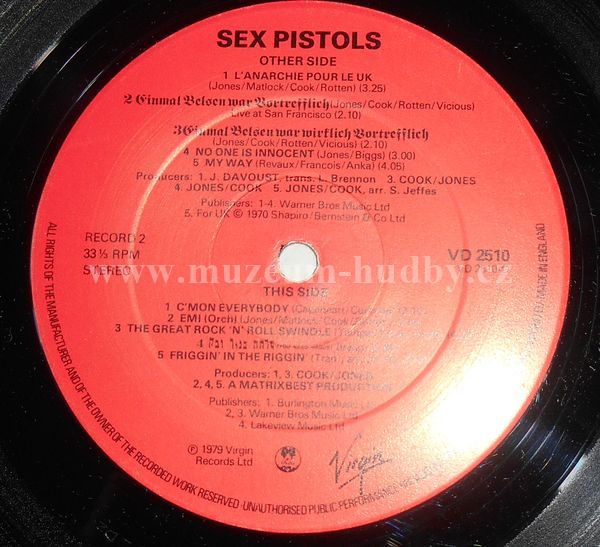 SEX PISTOLS
OTHER SIDE
1 L'ANARCHIE POUR LE UK
(Jones/Matlock/Cook/Rotten) (3.25)
2 Einmal Belsen war Vortrefflich (Jones/Cook/Rotten/Vicious)
Live at San Francisco (2.10)
3 Einmal Belsen war wirflich Vortrefflich
(Jones/Cook/Rotten/Vicious) (2.10)
4 NO ONE IS INNOCENT (Jones/Biggs) (3.00)
5 MY WAY (Revaux/Francois/Anka) (4.05)
Producers: 1. J. DAVOUST, trans. L. Brennon 3. COOK/JONES
4. JONES/COOK 5. JONES/COOK, arr. S. Jeffes
Publishers: 1-4. Warner Bros Music Ltd
5. For UK © 1970 Shapiro/Bernstein & Co Ltd
RECORD 2
33⅓ RPM
STEREO
VD 2510
www.muzeum-hudby.cz
THIS SIDE
1 C'MON EVERYBODY
2 EMI (Orch) (Jones/Matlock/Cook/
3 THE GREAT ROCK 'N' ROLL SWINDLE
4
5 FRIGGIN' IN THE RIGGIN' (Trad
Producers: 1, 3. COOK/JONES
2, 4, 5. A MATRIXBEST PRODUCTION
Publishers: 1. Burlington Music Ltd
2, 3. Warner Bros Music Ltd
4. Lakeview Music Ltd
℗ 1979 Virgin
Records Ltd
Virgin
ALL RIGHTS OF THE MANUFACTURER AND OF THE OWNER OF THE RECORDED WORK RESERVED · UNAUTHORISED PUBLIC PERFORMANCE
MADE IN ENGLAND